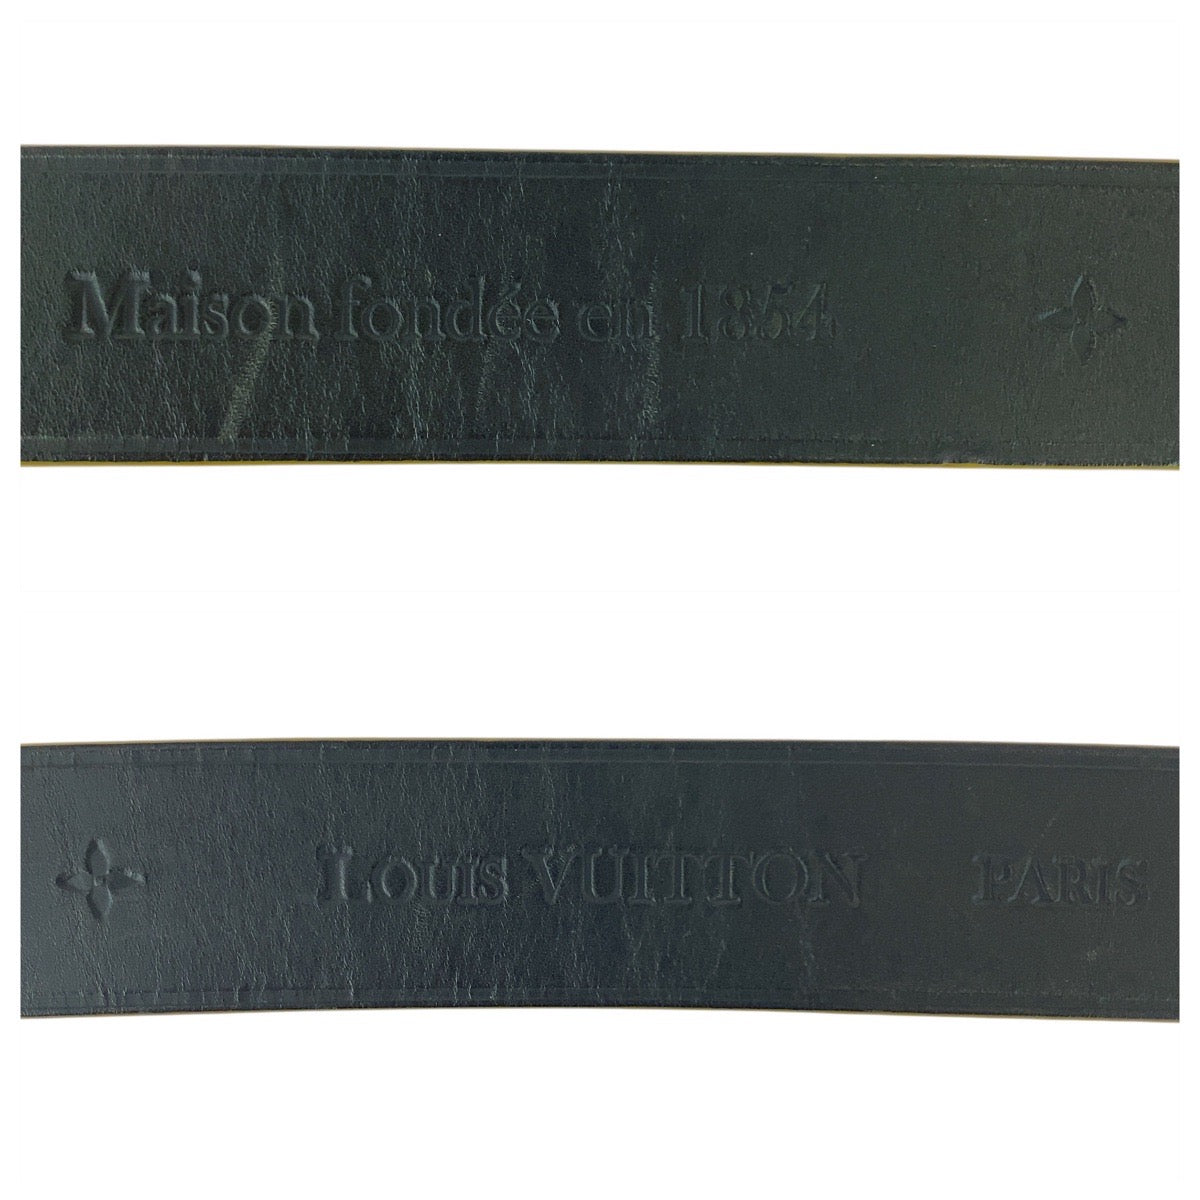 Maison fondée en 1854
Louis VUITTON PARIS